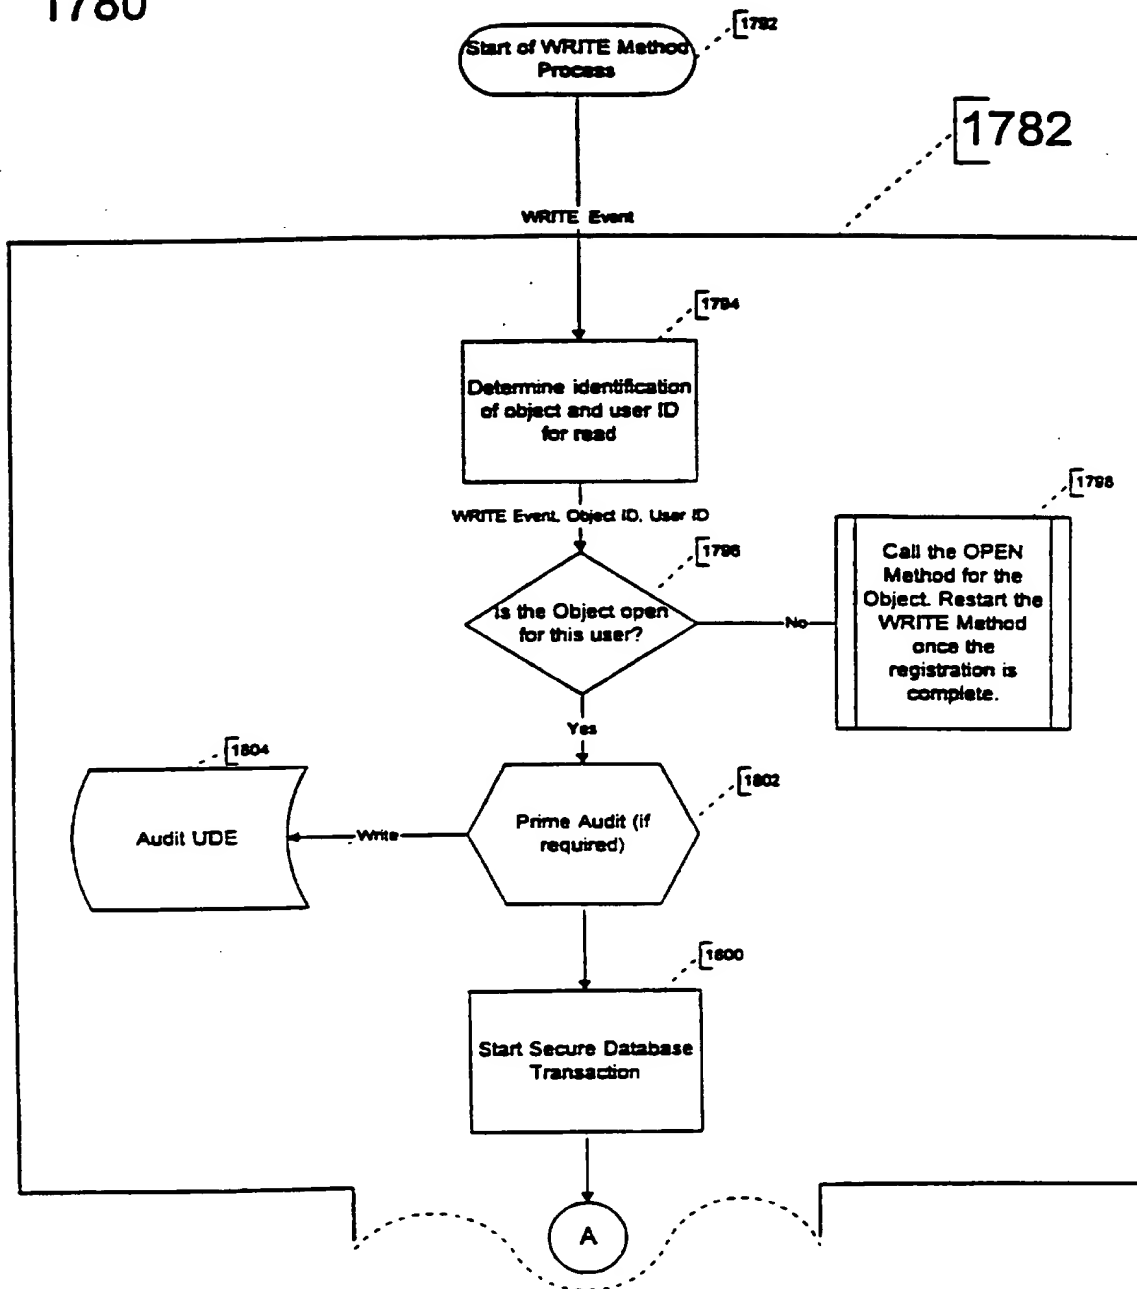 1780
1792
Start of WRITE Method
Process
1782
WRITE Event
1794
Determine identification
of object and user ID
for read
WRITE Event, Object ID, User ID
1798
1796
Is the Object open
for this user?
No
Call the OPEN
Method for the
Object. Restart the
WRITE Method
once the
registration is
complete.
Yes
1804
1802
Audit UDE
Write
Prime Audit (if
required)
1800
Start Secure Database
Transaction
A